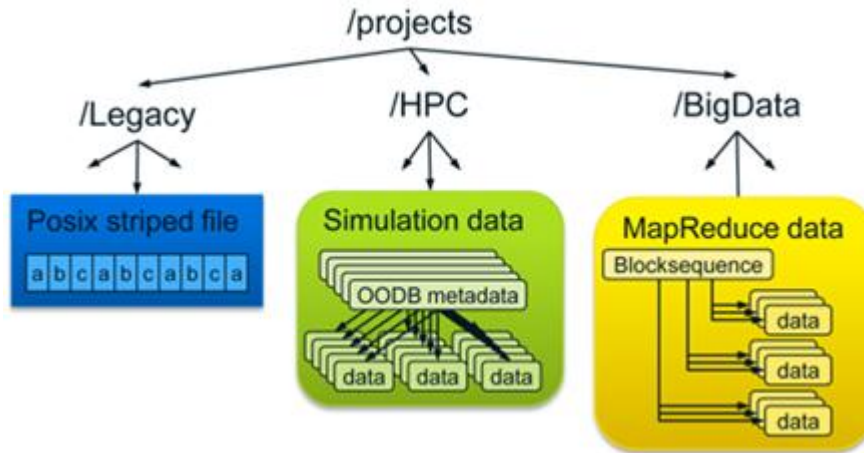 /projects
/Legacy
/HPC
/BigData
Posix striped file
a b c a b c a b c a
Simulation data
OODB metadata
data data data
MapReduce data
Blocksequence
data
data
data